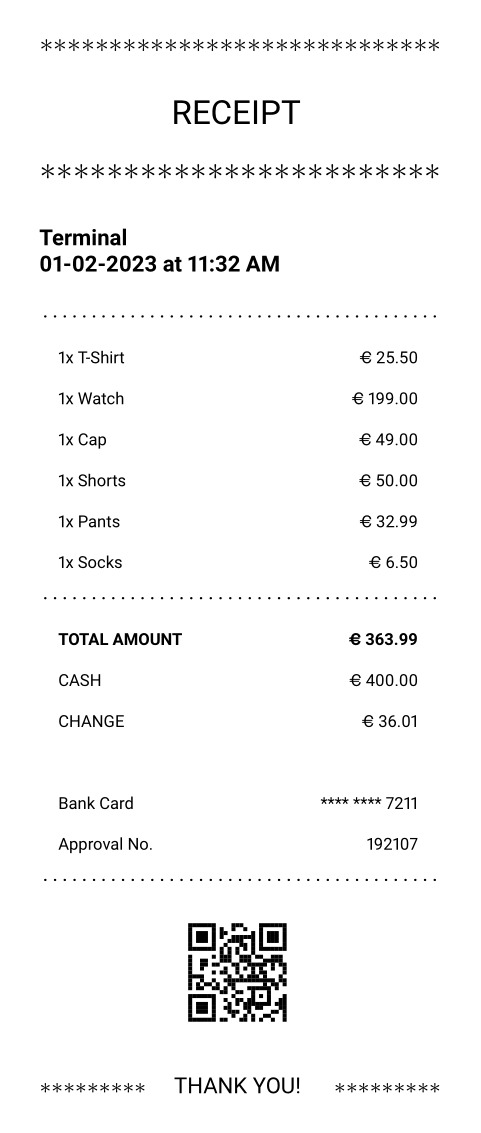 *****************************
RECEIPT
************************
Terminal
01-02-2023 at 11:32 AM
1x T-Shirt € 25.50
1x Watch € 199.00
1x Cap € 49.00
1x Shorts € 50.00
1x Pants € 32.99
1x Socks € 6.50
TOTAL AMOUNT € 363.99
CASH € 400.00
CHANGE € 36.01
Bank Card **** **** 7211
Approval No. 192107
********* THANK YOU! *********